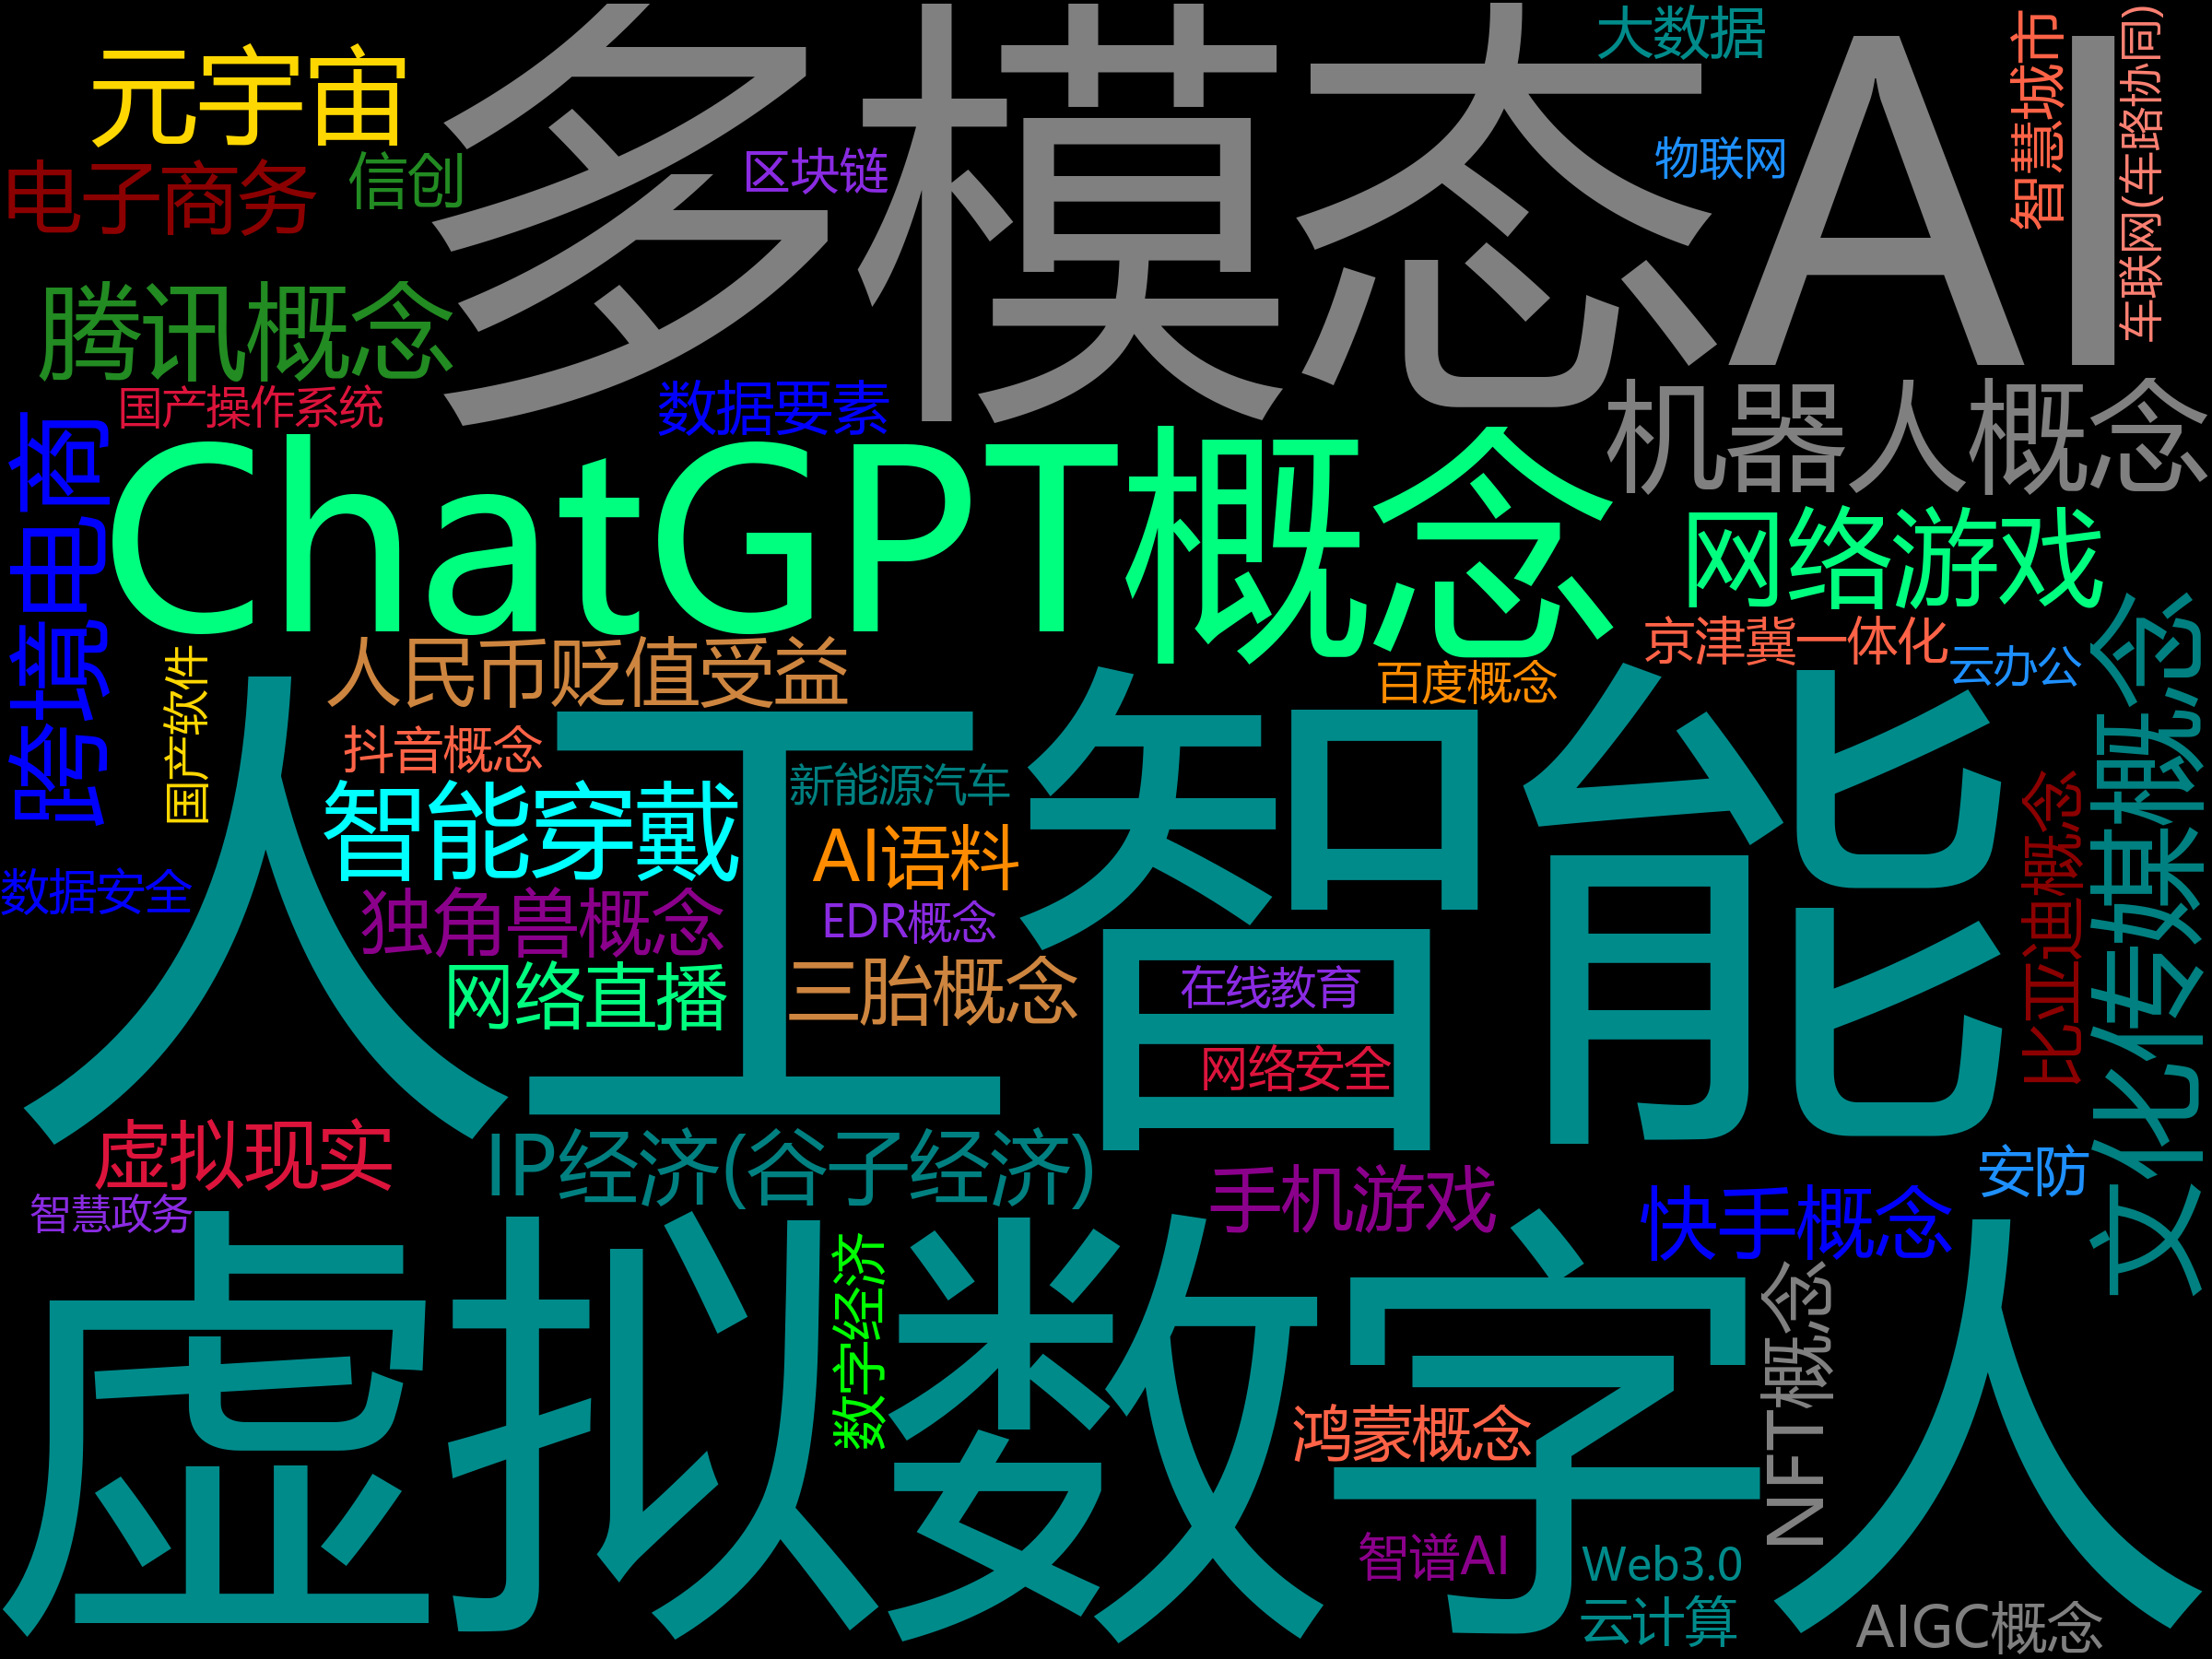 多模态AI
大数据
智慧城市
车联网(车路协同)
元宇宙
电子商务
信创
区块链
物联网
腾讯概念
国产操作系统
数据要素
机器人概念
跨境电商
ChatGPT概念
网络游戏
人民币贬值受益
京津冀一体化
百度概念
云办公
文化传媒概念
国产软件
抖音概念
人工智能
新能源汽车
智能穿戴
AI语料
比亚迪概念
数据安全
独角兽概念
EDR概念
网络直播
三胎概念
在线教育
网络安全
虚拟现实
IP经济(谷子经济)
安防
手机游戏
快手概念
智慧政务
虚拟数字人
数字经济
NFT概念
鸿蒙概念
智谱AI
Web3.0
云计算
AIGC概念